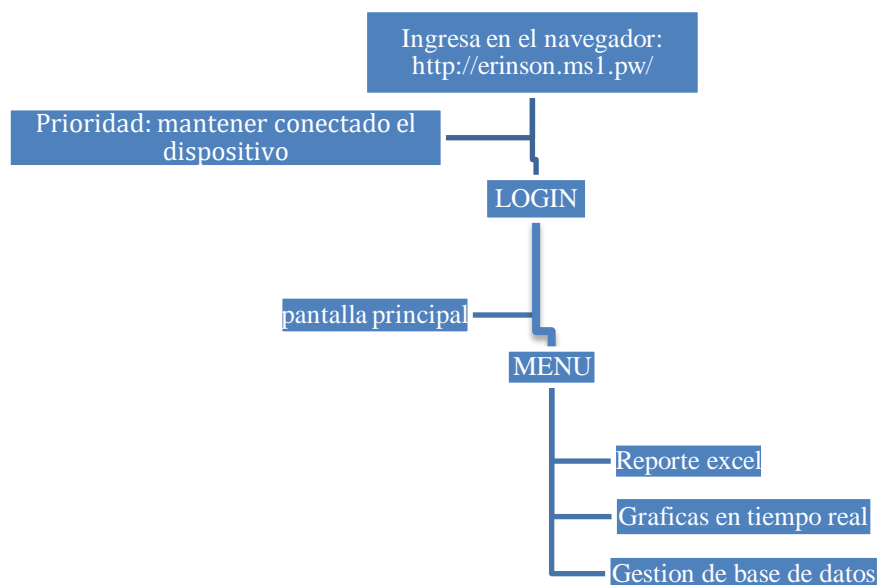 Ingresa en el navegador:
http://erinson.ms1.pw/
Prioridad: mantener conectado el
dispositivo
LOGIN
pantalla principal
MENU
Reporte excel
Graficas en tiempo real
Gestion de base de datos